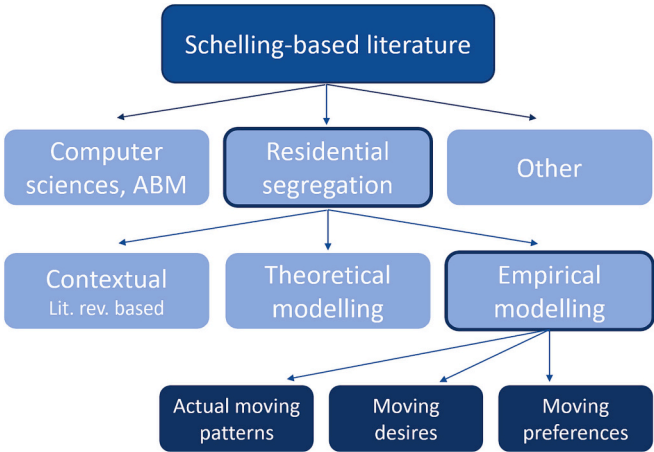 Schelling-based literature
Computer
sciences, ABM
Residential
segregation
Other
Contextual
Lit. rev. based
Theoretical
modelling
Empirical
modelling
Actual moving
patterns
Moving
desires
Moving
preferences